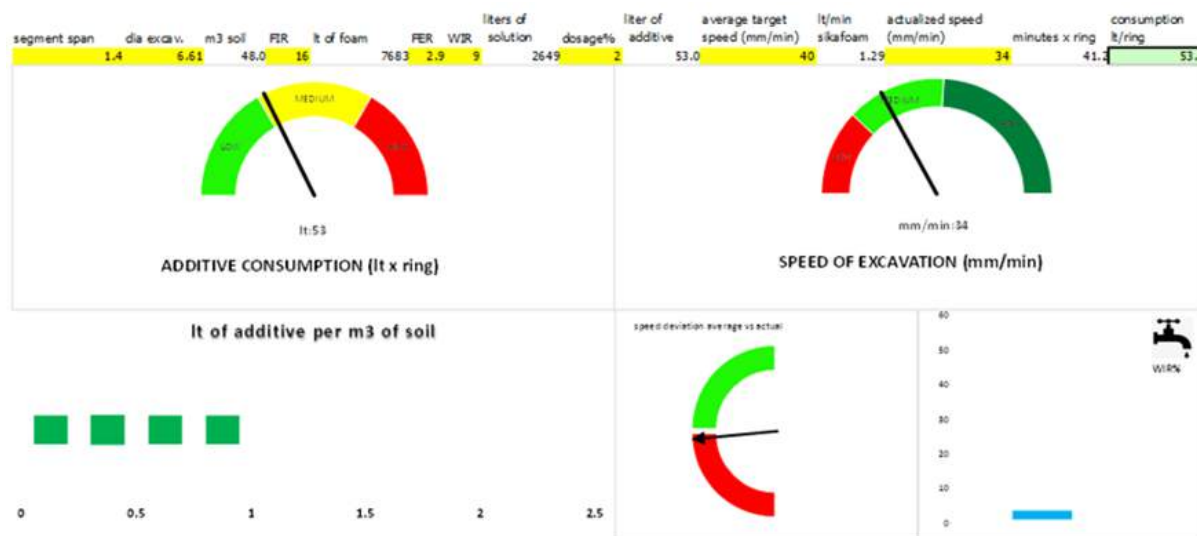 segment span dia excav. m3 soil FIR lt of foam FER WIR liters of solution dosage% liter of additive average target speed (mm/min) lt/min sikafoam actualized speed (mm/min) minutes x ring consumption lt/ring
1.4 6.61 48.0 16 7683 2.9 9 2649 2 53.0 40 1.29 34 41.2 53.
MEDIUM
LOW
lt:53
ADDITIVE CONSUMPTION (lt x ring)
mm/min:34
SPEED OF EXCAVATION (mm/min)
lt of additive per m3 of soil
0 0.5 1 1.5 2 2.5
speed deviation average vs actual
60
50
40
30
20
10
0
WIR%